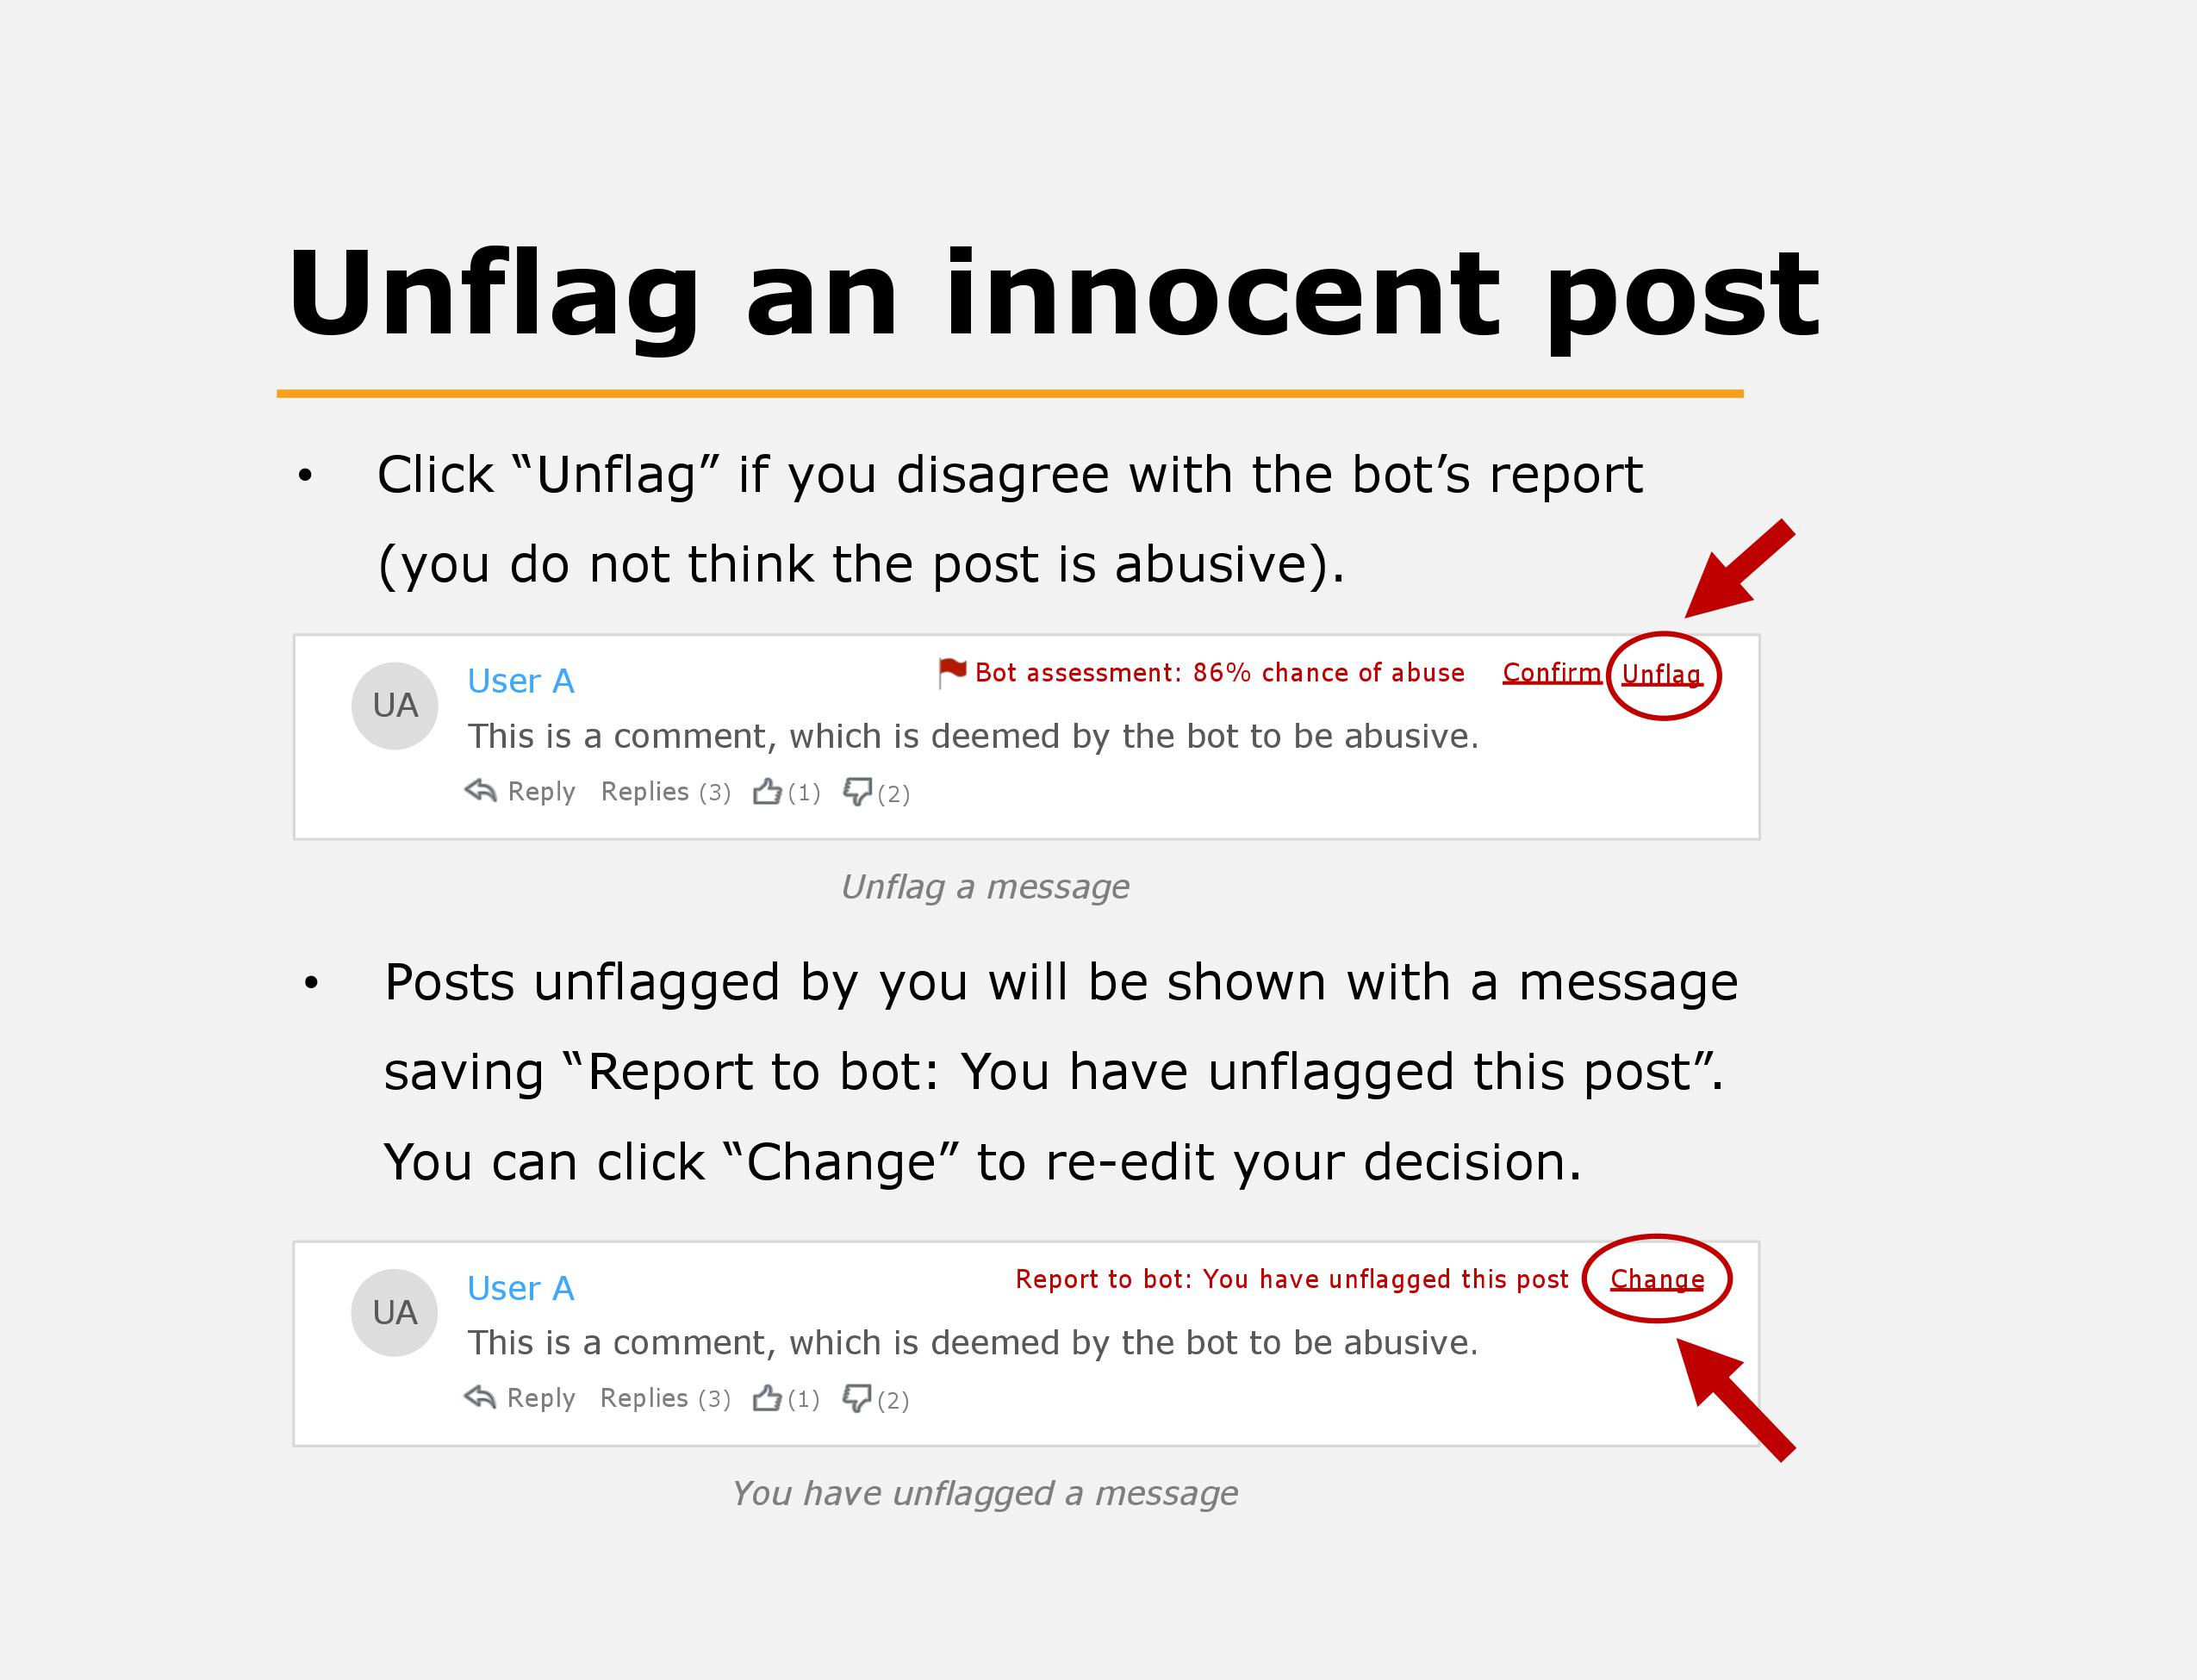 Unflag an innocent post
• Click “Unflag” if you disagree with the bot’s report
(you do not think the post is abusive).
UA
User A
Bot assessment: 86% chance of abuse Confirm Unflag
This is a comment, which is deemed by the bot to be abusive.
Reply Replies (3) (1) (2)
Unflag a message
• Posts unflagged by you will be shown with a message
saving “Report to bot: You have unflagged this post”.
You can click “Change” to re-edit your decision.
UA
User A
Report to bot: You have unflagged this post Change
This is a comment, which is deemed by the bot to be abusive.
Reply Replies (3) (1) (2)
You have unflagged a message